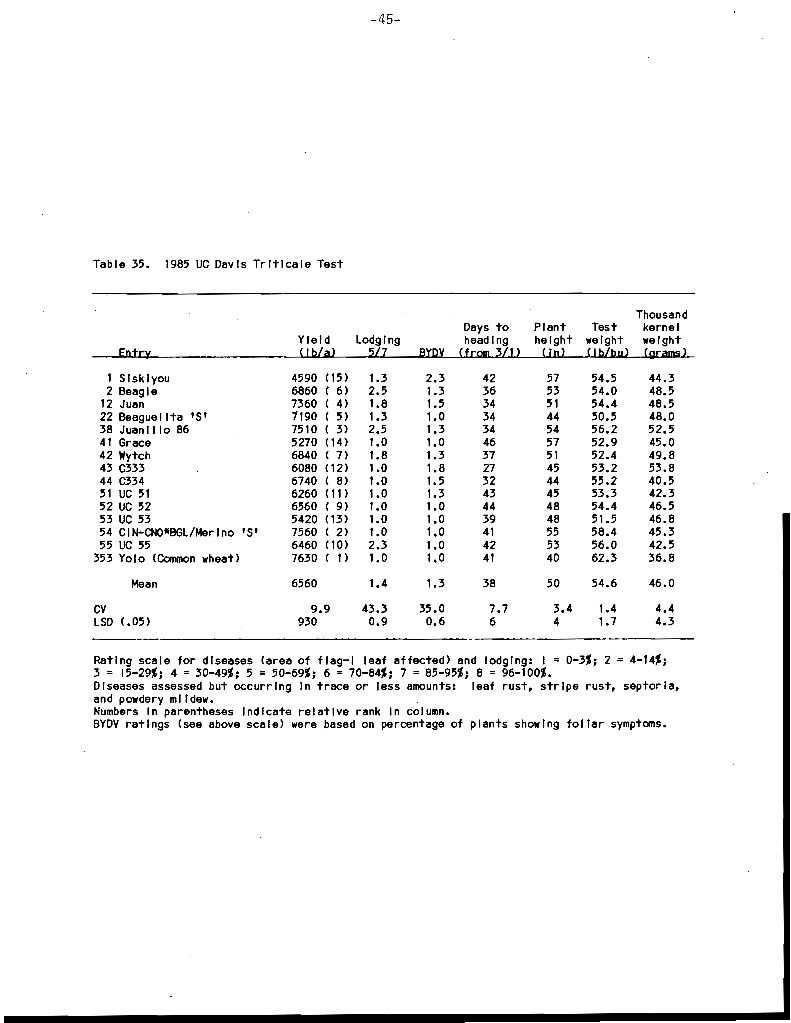 -45-
Table 35. 1985 UC Davis Triticale Test
Thousand
Days to Plant Test kernel
Yield Lodging heading height weight weight
Entry (lb/a) 5/7 BYDV (from 3/1) (in) (lb/bu) (grams)
1 Siskiyou 4590 (15) 1.3 2.3 42 57 54.5 44.3
2 Beagle 6860 ( 6) 2.5 1.3 36 53 54.0 48.5
12 Juan 7360 ( 4) 1.8 1.5 34 51 54.4 48.5
22 Beaguelita 'S' 7190 ( 5) 1.3 1.0 34 44 50.5 48.0
38 Juanillo 86 7510 ( 3) 2.5 1.3 34 54 56.2 52.5
41 Grace 5270 (14) 1.0 1.0 46 57 52.9 45.0
42 Wytch 6840 ( 7) 1.8 1.3 37 51 52.4 49.8
43 C333 6080 (12) 1.0 1.8 27 45 53.2 53.8
44 C334 6740 ( 8) 1.0 1.5 32 44 55.2 40.5
51 UC 51 6260 (11) 1.0 1.3 43 45 53.3 42.3
52 UC 52 6560 ( 9) 1.0 1.0 44 48 54.4 46.5
53 UC 53 5420 (13) 1.0 1.0 39 48 51.5 46.8
54 CIN-CNO*BGL/Merino 'S' 7560 ( 2) 1.0 1.0 41 55 58.4 45.3
55 UC 55 6460 (10) 2.3 1.0 42 53 56.0 42.5
353 Yolo (Common wheat) 7630 ( 1) 1.0 1.0 41 40 62.3 36.8
Mean 6560 1.4 1.3 38 50 54.6 46.0
CV 9.9 43.3 35.0 7.7 3.4 1.4 4.4
LSD (.05) 930 0.9 0.6 6 4 1.7 4.3
Rating scale for diseases (area of flag-l leaf affected) and lodging: 1 = 0-3%; 2 = 4-14%;
3 = 15-29%; 4 = 30-49%; 5 = 50-69%; 6 = 70-84%; 7 = 85-95%; 8 = 96-100%.
Diseases assessed but occurring in trace or less amounts: leaf rust, stripe rust, septoria,
and powdery mildew.
Numbers in parentheses indicate relative rank in column.
BYDV ratings (see above scale) were based on percentage of plants showing foliar symptoms.